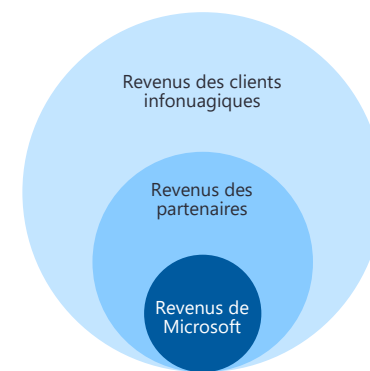 Revenus des clients
infonuagiques
Revenus des
partenaires
Revenus de
Microsoft